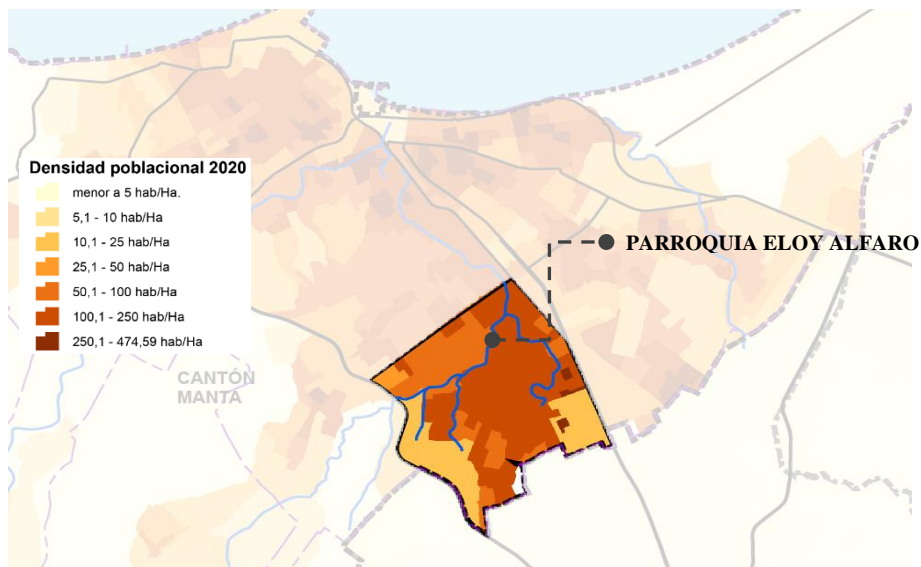 Densidad poblacional 2020
menor a 5 hab/Ha.
5,1 - 10 hab/Ha
10,1 - 25 hab/Ha
25,1 - 50 hab/Ha
50,1 - 100 hab/Ha
100,1 - 250 hab/Ha
250,1 - 474,59 hab/Ha
PARROQUIA ELOY ALFARO
CANTÓN
MANTA